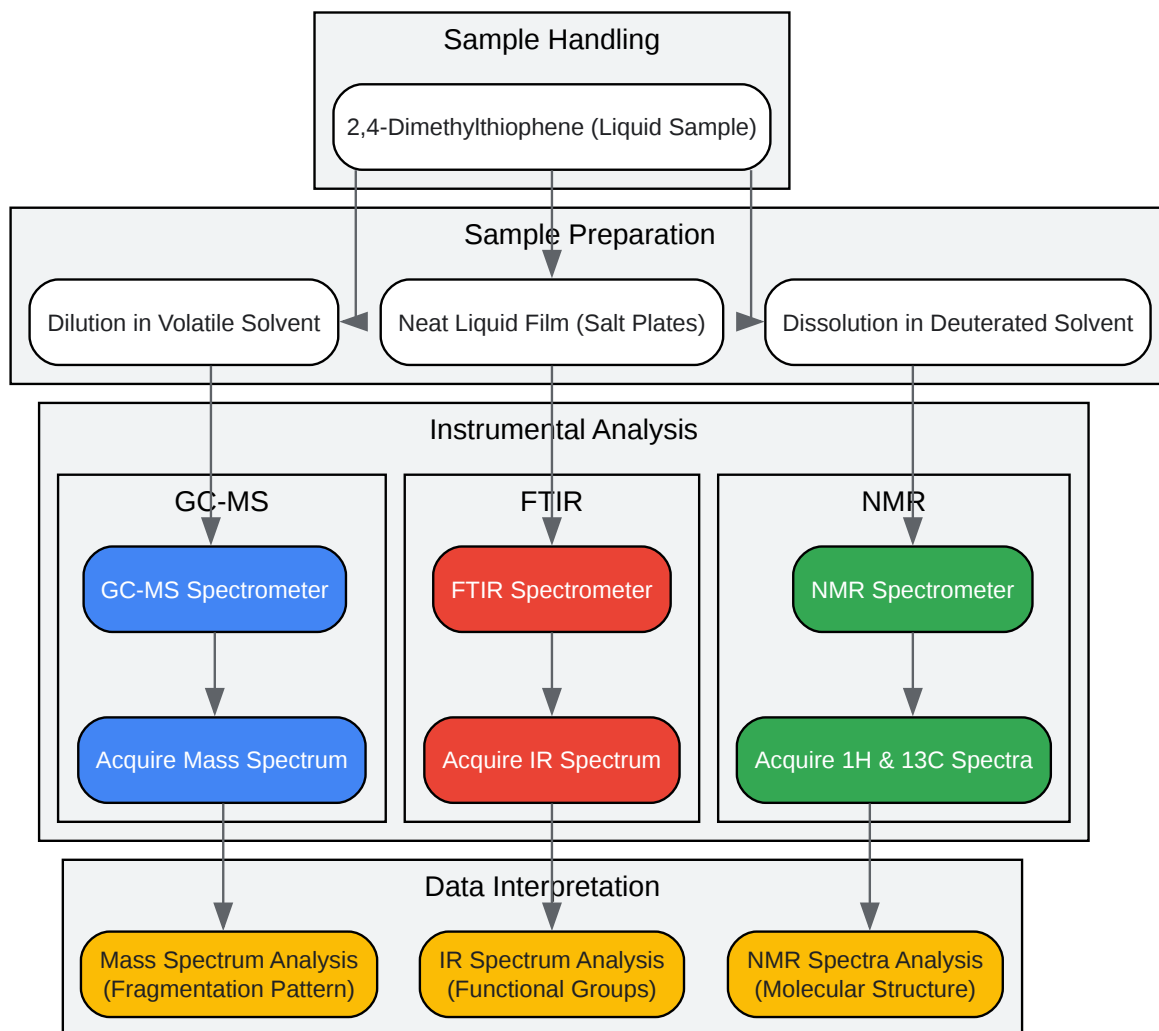 Sample Handling
2,4-Dimethylthiophene (Liquid Sample)
Sample Preparation
Dilution in Volatile Solvent
Neat Liquid Film (Salt Plates)
Dissolution in Deuterated Solvent
Instrumental Analysis
GC-MS
FTIR
NMR
GC-MS Spectrometer
FTIR Spectrometer
NMR Spectrometer
Acquire Mass Spectrum
Acquire IR Spectrum
Acquire 1H & 13C Spectra
Data Interpretation
Mass Spectrum Analysis
(Fragmentation Pattern)
IR Spectrum Analysis
(Functional Groups)
NMR Spectra Analysis
(Molecular Structure)